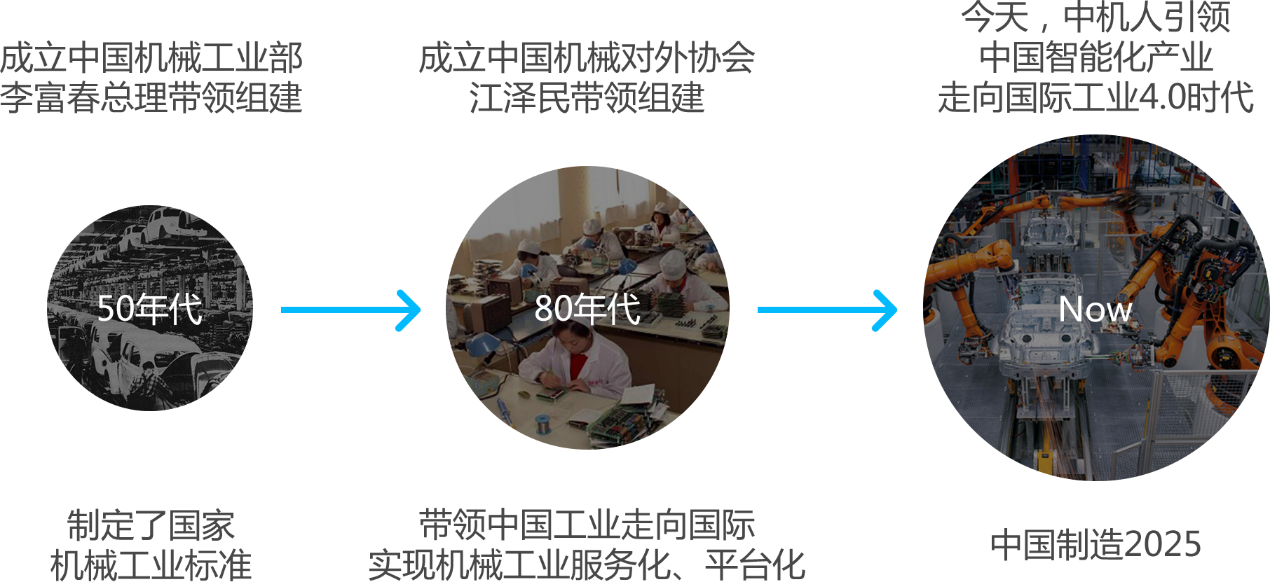 成立中国机械工业部
李富春总理带领组建
50年代
制定了国家
机械工业标准
成立中国机械对外协会
江泽民带领组建
80年代
带领中国工业走向国际
实现机械工业服务化、平台化
今天，中机人引领
中国智能化产业
走向国际工业4.0时代
Now
中国制造2025